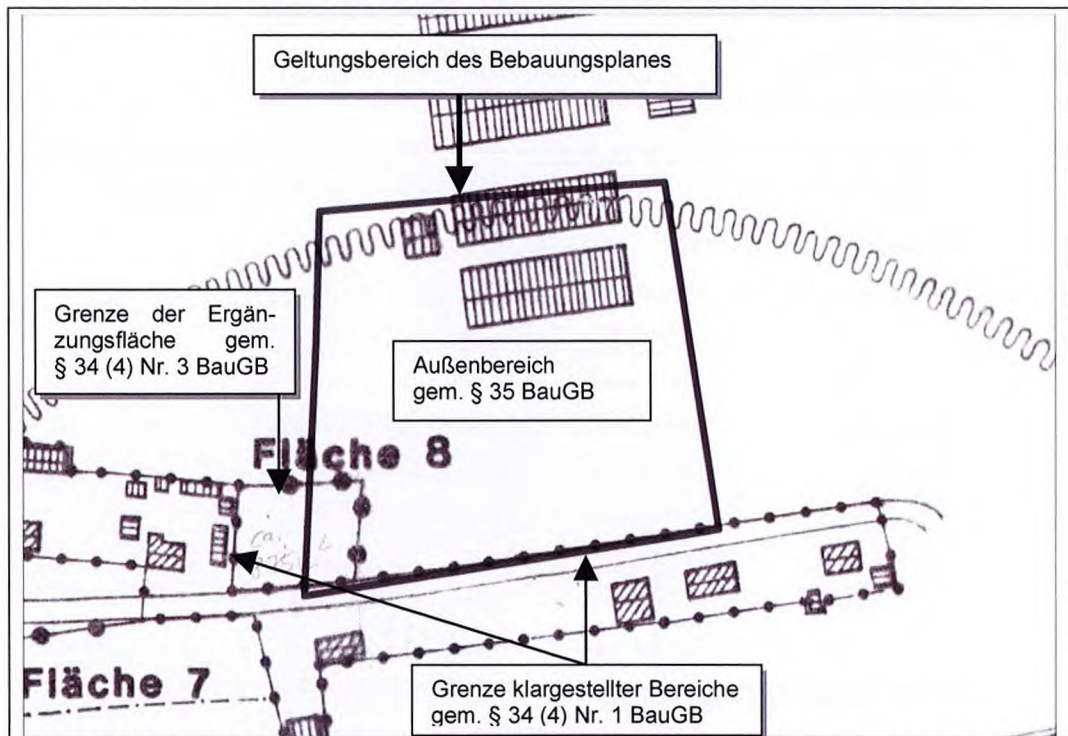 Geltungsbereich des Bebauungsplanes
Grenze der Ergän-
zungsfläche gem.
§ 34 (4) Nr. 3 BauGB
Außenbereich
gem. § 35 BauGB
Fläche 8
ca.
Fläche 7
Grenze klargestellter Bereiche
gem. § 34 (4) Nr. 1 BauGB